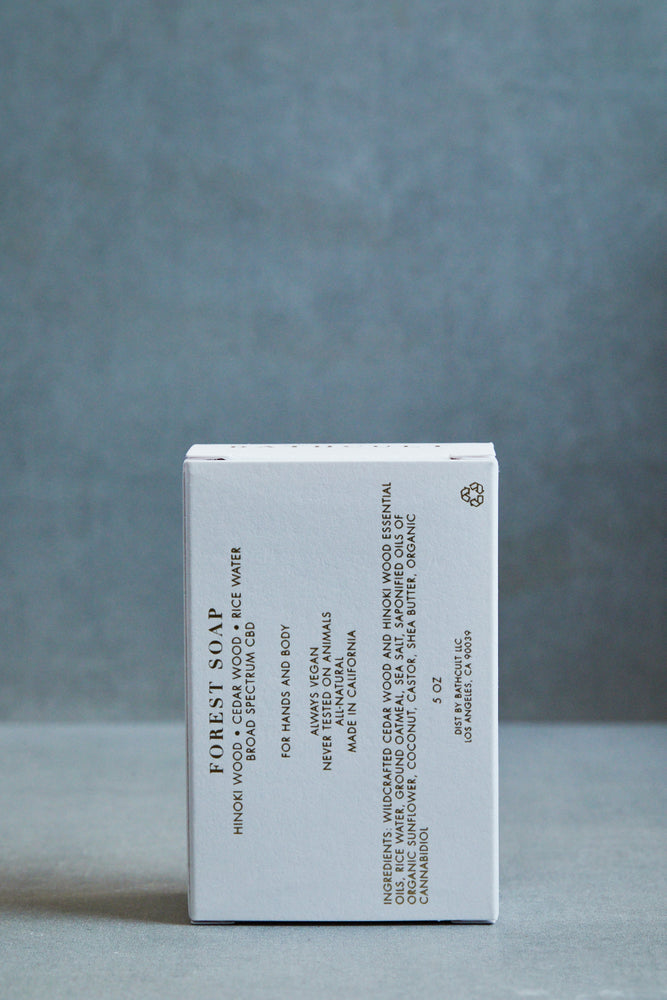 FOREST SOAP
HINOKI WOOD • CEDAR WOOD • RICE WATER
BROAD SPECTRUM CBD
FOR HANDS AND BODY
ALWAYS VEGAN
NEVER TESTED ON ANIMALS
ALL-NATURAL
MADE IN CALIFORNIA
INGREDIENTS: WILDCRAFTED CEDAR WOOD AND HINOKI WOOD ESSENTIAL
OILS, RICE WATER, GROUND OATMEAL, SEA SALT, SAPONIFIED OILS OF
ORGANIC SUNFLOWER, COCONUT, CASTOR, SHEA BUTTER, ORGANIC
CANNABIDIOL
5 OZ
DIST BY BATHCULT LLC
LOS ANGELES, CA 90039